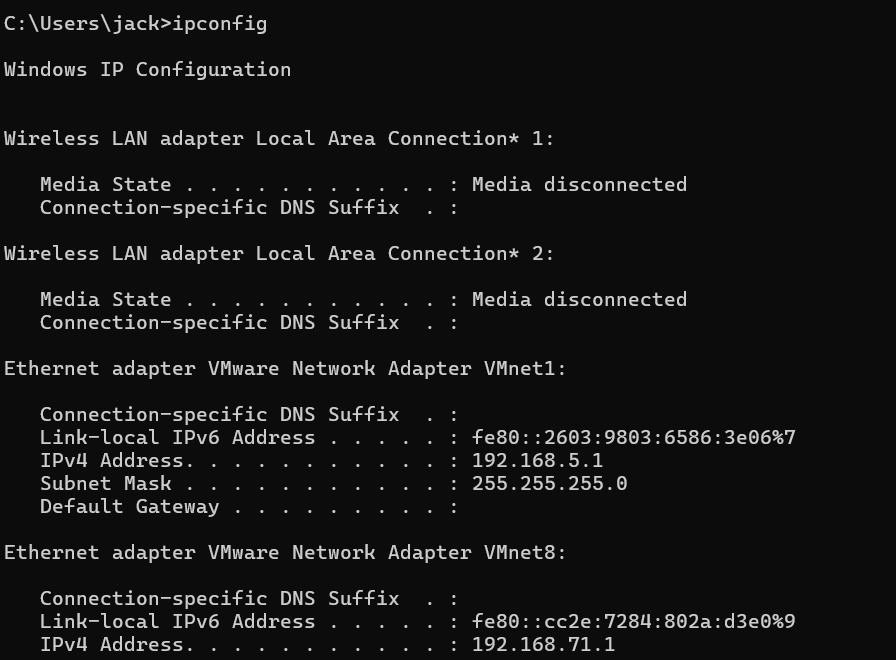 C:\Users\jack>ipconfig
Windows IP Configuration
Wireless LAN adapter Local Area Connection* 1:
   Media State . . . . . . . . . . . : Media disconnected
   Connection-specific DNS Suffix  . :
Wireless LAN adapter Local Area Connection* 2:
   Media State . . . . . . . . . . . : Media disconnected
   Connection-specific DNS Suffix  . :
Ethernet adapter VMware Network Adapter VMnet1:
   Connection-specific DNS Suffix  . :
   Link-local IPv6 Address . . . . . : fe80::2603:9803:6586:3e06%7
   IPv4 Address. . . . . . . . . . . : 192.168.5.1
   Subnet Mask . . . . . . . . . . . : 255.255.255.0
   Default Gateway . . . . . . . . . :
Ethernet adapter VMware Network Adapter VMnet8:
   Connection-specific DNS Suffix  . :
   Link-local IPv6 Address . . . . . : fe80::cc2e:7284:802a:d3e0%9
   IPv4 Address. . . . . . . . . . . : 192.168.71.1